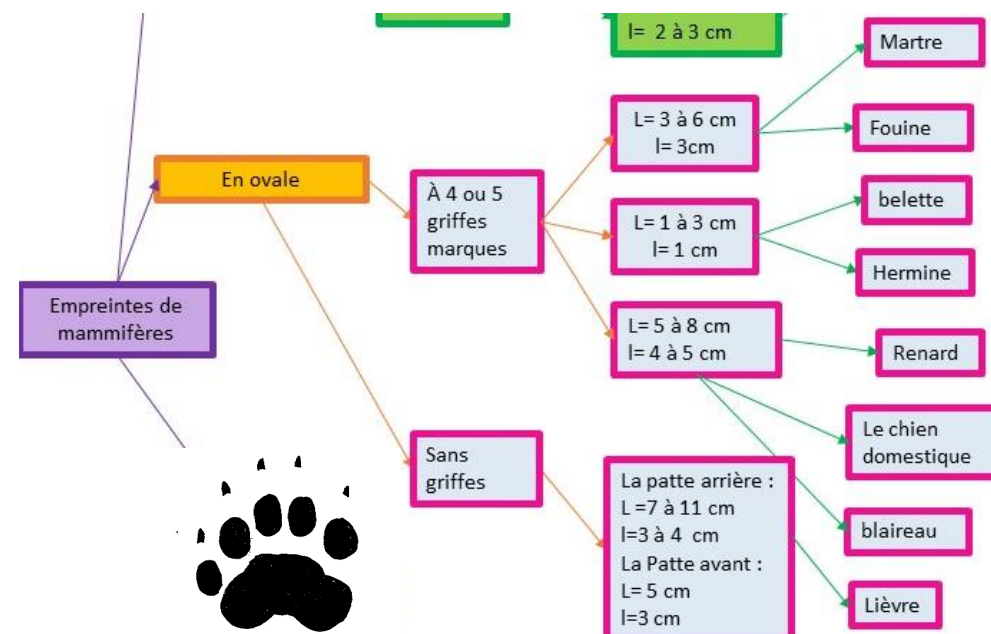 l= 2 à 3 cm
Martre
L= 3 à 6 cm
l= 3cm
Fouine
En ovale
À 4 ou 5
griffes
marques
belette
L= 1 à 3 cm
l= 1 cm
Hermine
Empreintes de
mammifères
L= 5 à 8 cm
l= 4 à 5 cm
Renard
Le chien
domestique
Sans
griffes
La patte arrière :
L =7 à 11 cm
l=3 à 4 cm
La Patte avant :
L= 5 cm
l=3 cm
blaireau
Lièvre